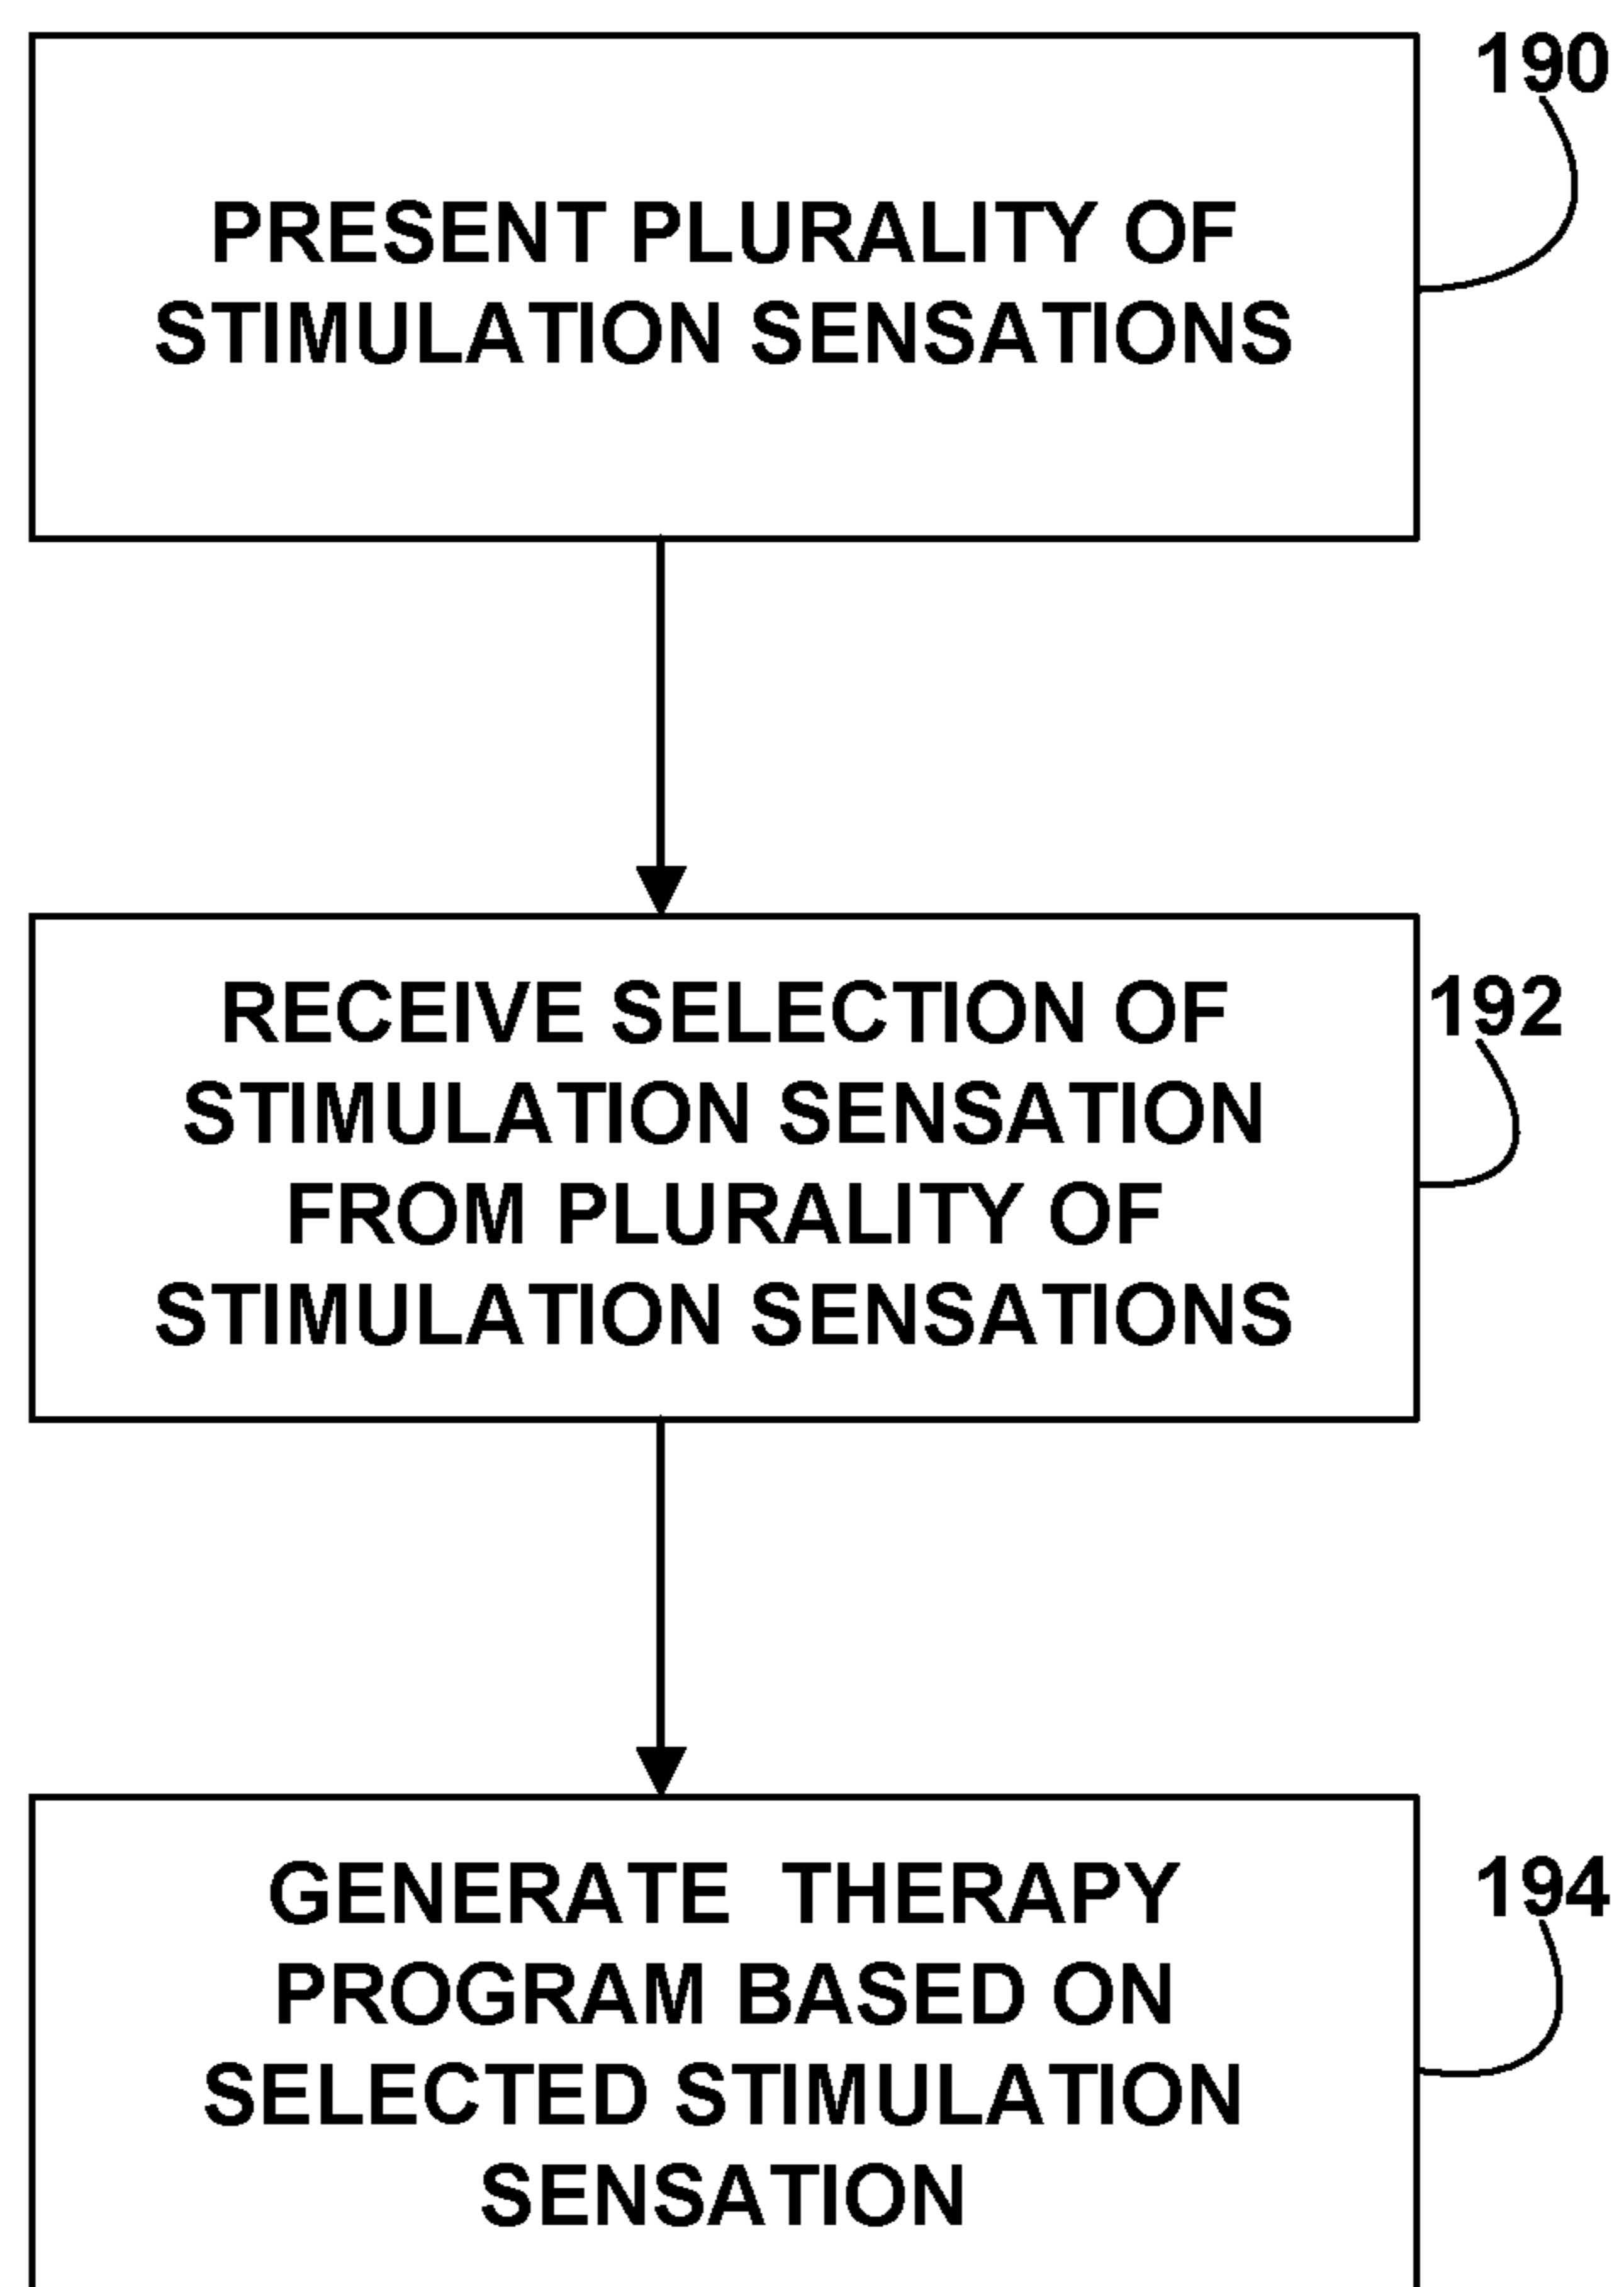 190
PRESENT PLURALITY OF
STIMULATION SENSATIONS
192
RECEIVE SELECTION OF
STIMULATION SENSATION
FROM PLURALITY OF
STIMULATION SENSATIONS
194
GENERATE THERAPY
PROGRAM BASED ON
SELECTED STIMULATION
SENSATION